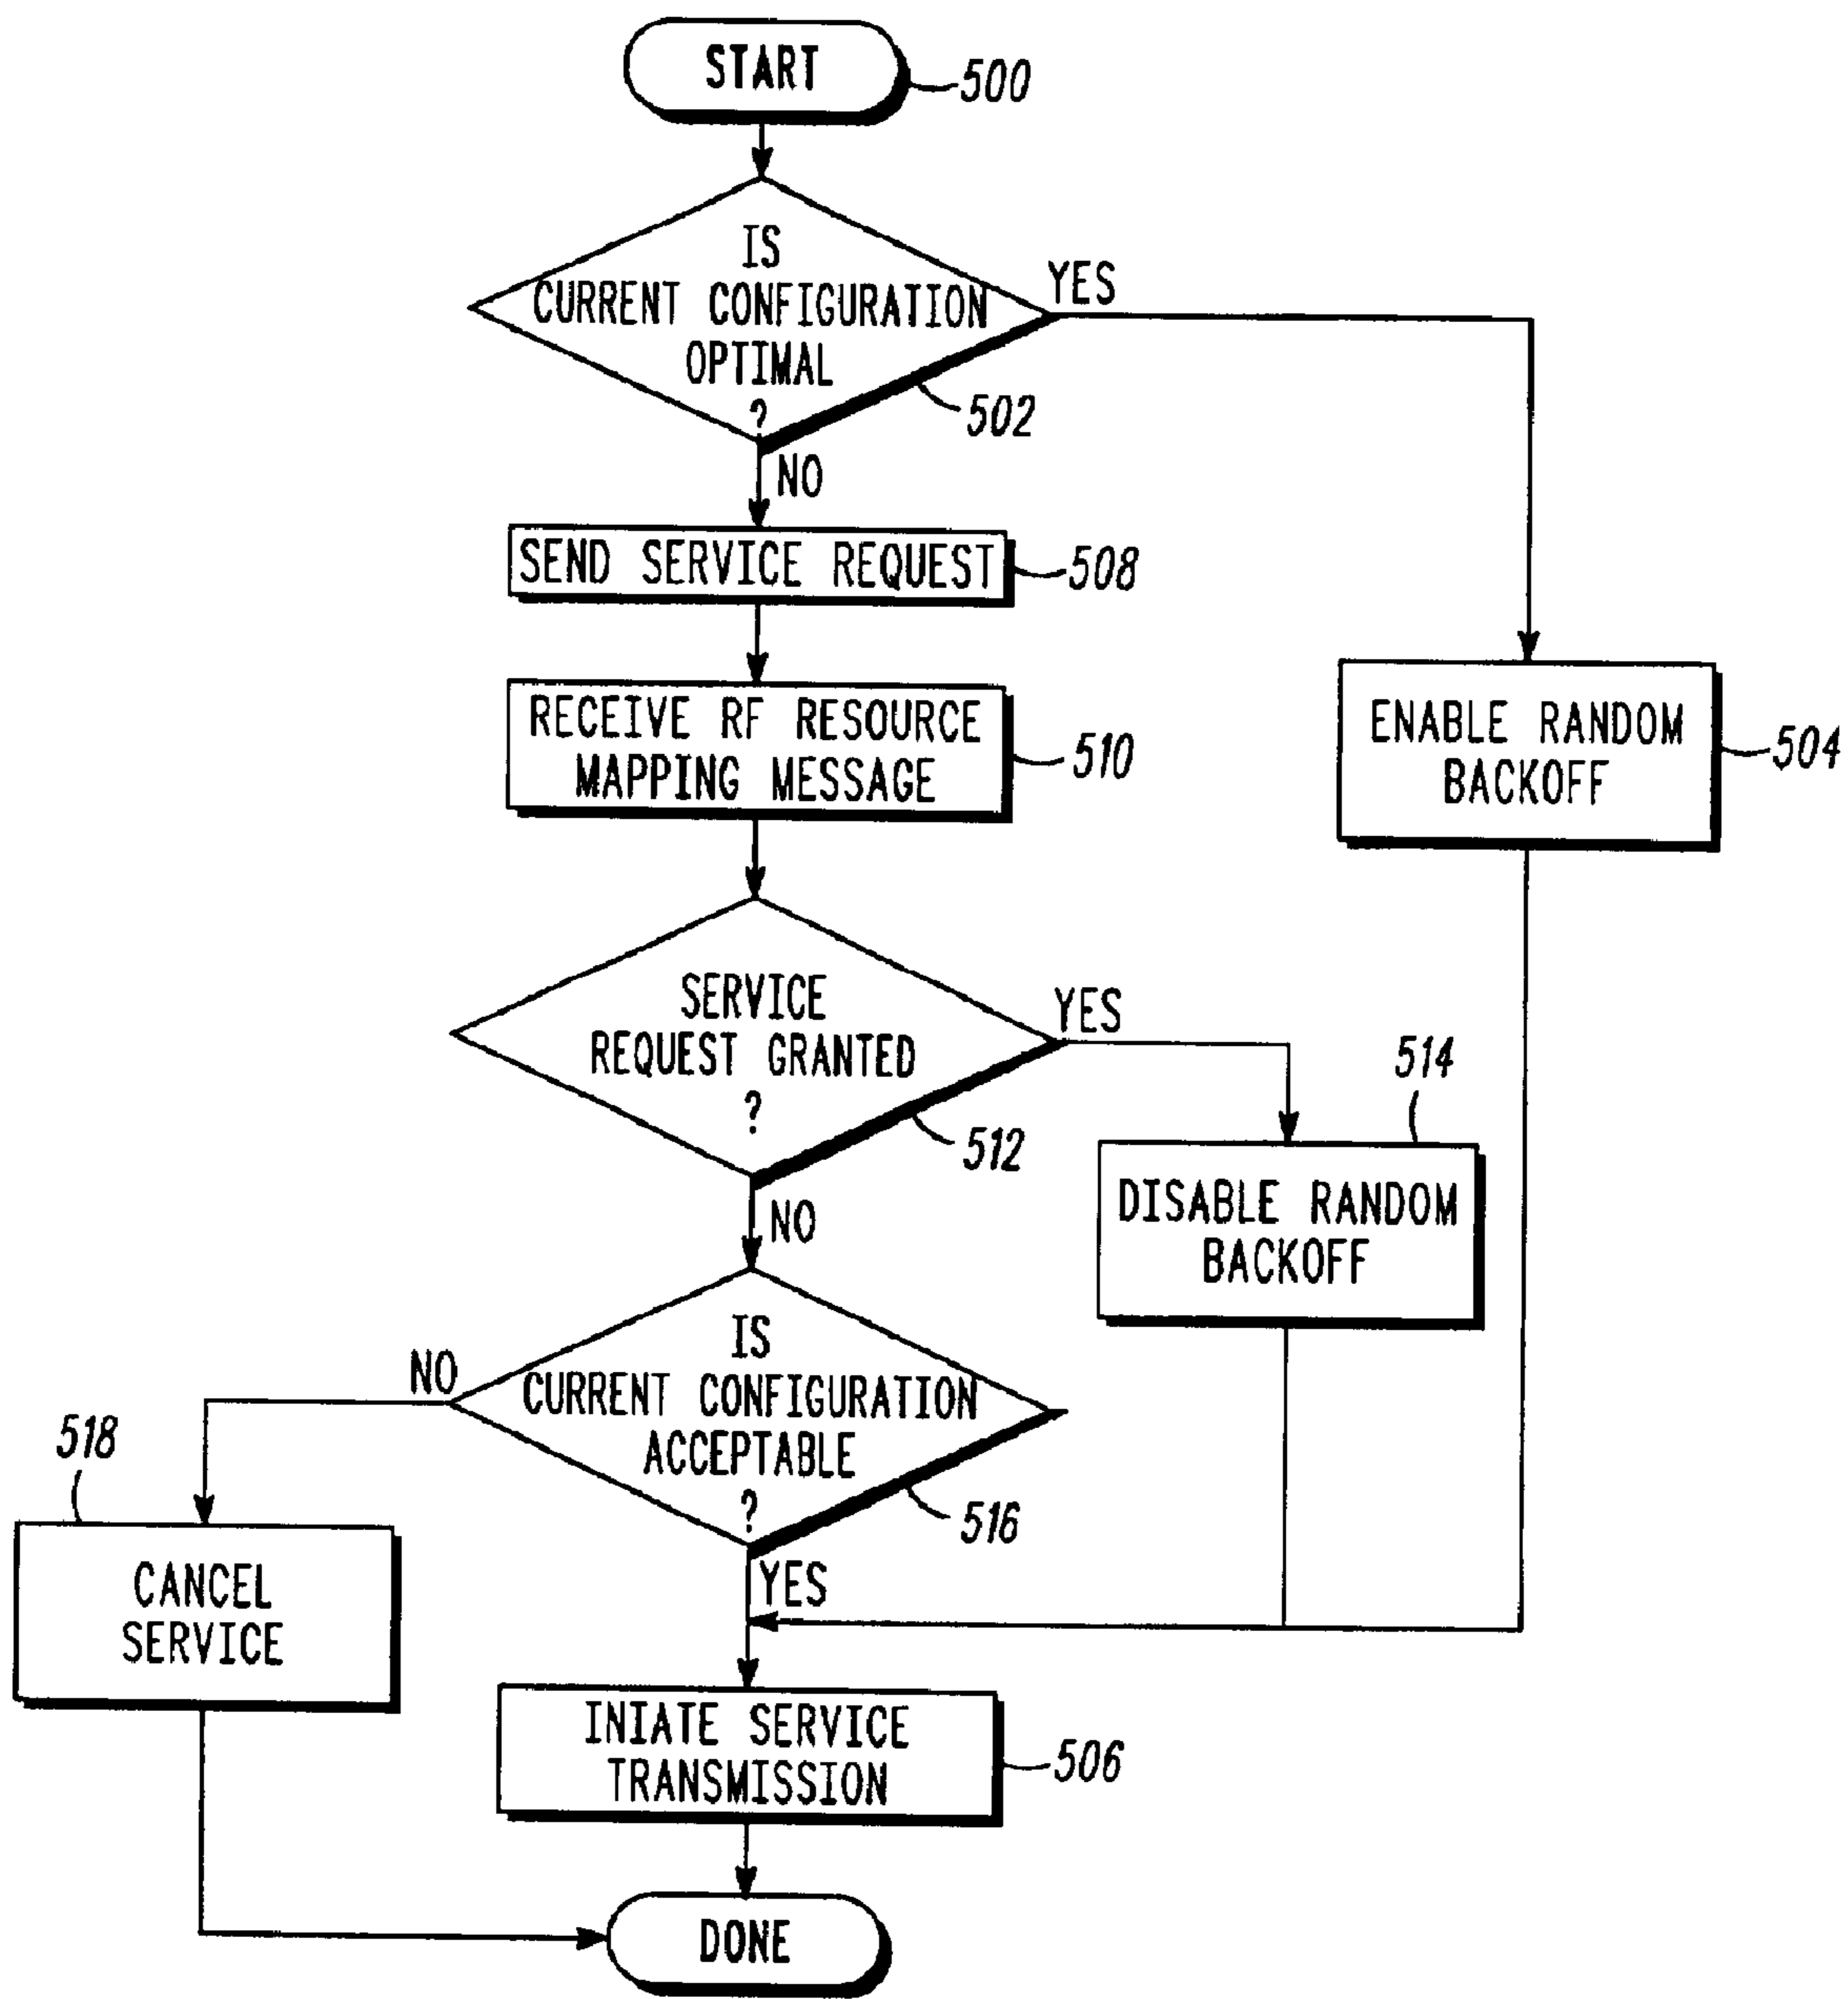 START
500
IS
CURRENT CONFIGURATION
OPTIMAL
?
YES
502
NO
SEND SERVICE REQUEST
508
RECEIVE RF RESOURCE
MAPPING MESSAGE
510
ENABLE RANDOM
BACKOFF
504
SERVICE
REQUEST GRANTED
?
YES
512
NO
514
DISABLE RANDOM
BACKOFF
IS
CURRENT CONFIGURATION
ACCEPTABLE
?
NO
516
YES
518
CANCEL
SERVICE
INIATE SERVICE
TRANSMISSION
506
DONE